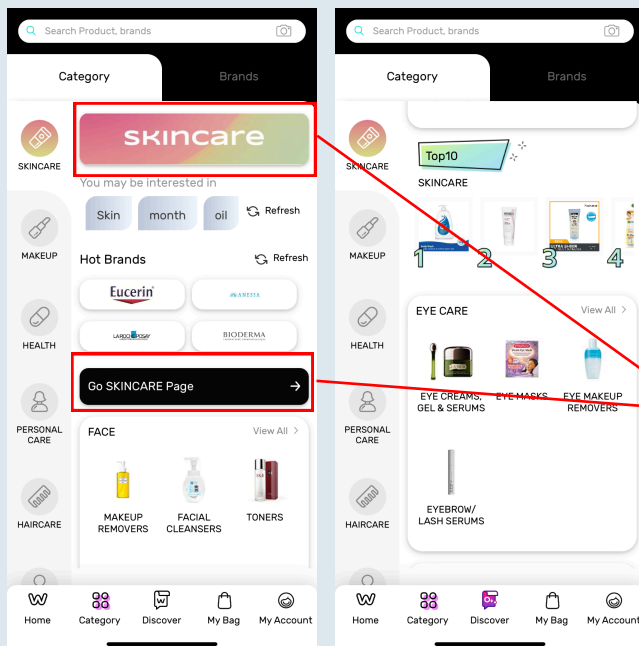 Search Product, brands
Category
Brands
SKINCARE
MAKEUP
HEALTH
PERSONAL
CARE
HAIRCARE
skincare
You may be interested in
Skin
month
oil
Refresh
Hot Brands
Refresh
Eucerin
LA ROCHE POSAY
BIODERMA
Go SKINCARE Page
FACE
View All >
MAKEUP
REMOVERS
FACIAL
CLEANSERS
TONERS
Home
Category
Discover
My Bag
My Account
Search Product, brands
Category
Brands
SKINCARE
MAKEUP
HEALTH
PERSONAL
CARE
HAIRCARE
Top10
SKINCARE
1
2
3
4
EYE CARE
View All >
EYE CREAMS,
GEL & SERUMS
EYE MASKS
EYE MAKEUP
REMOVERS
EYEBROW/
LASH SERUMS
Home
Category
Discover
My Bag
My Account